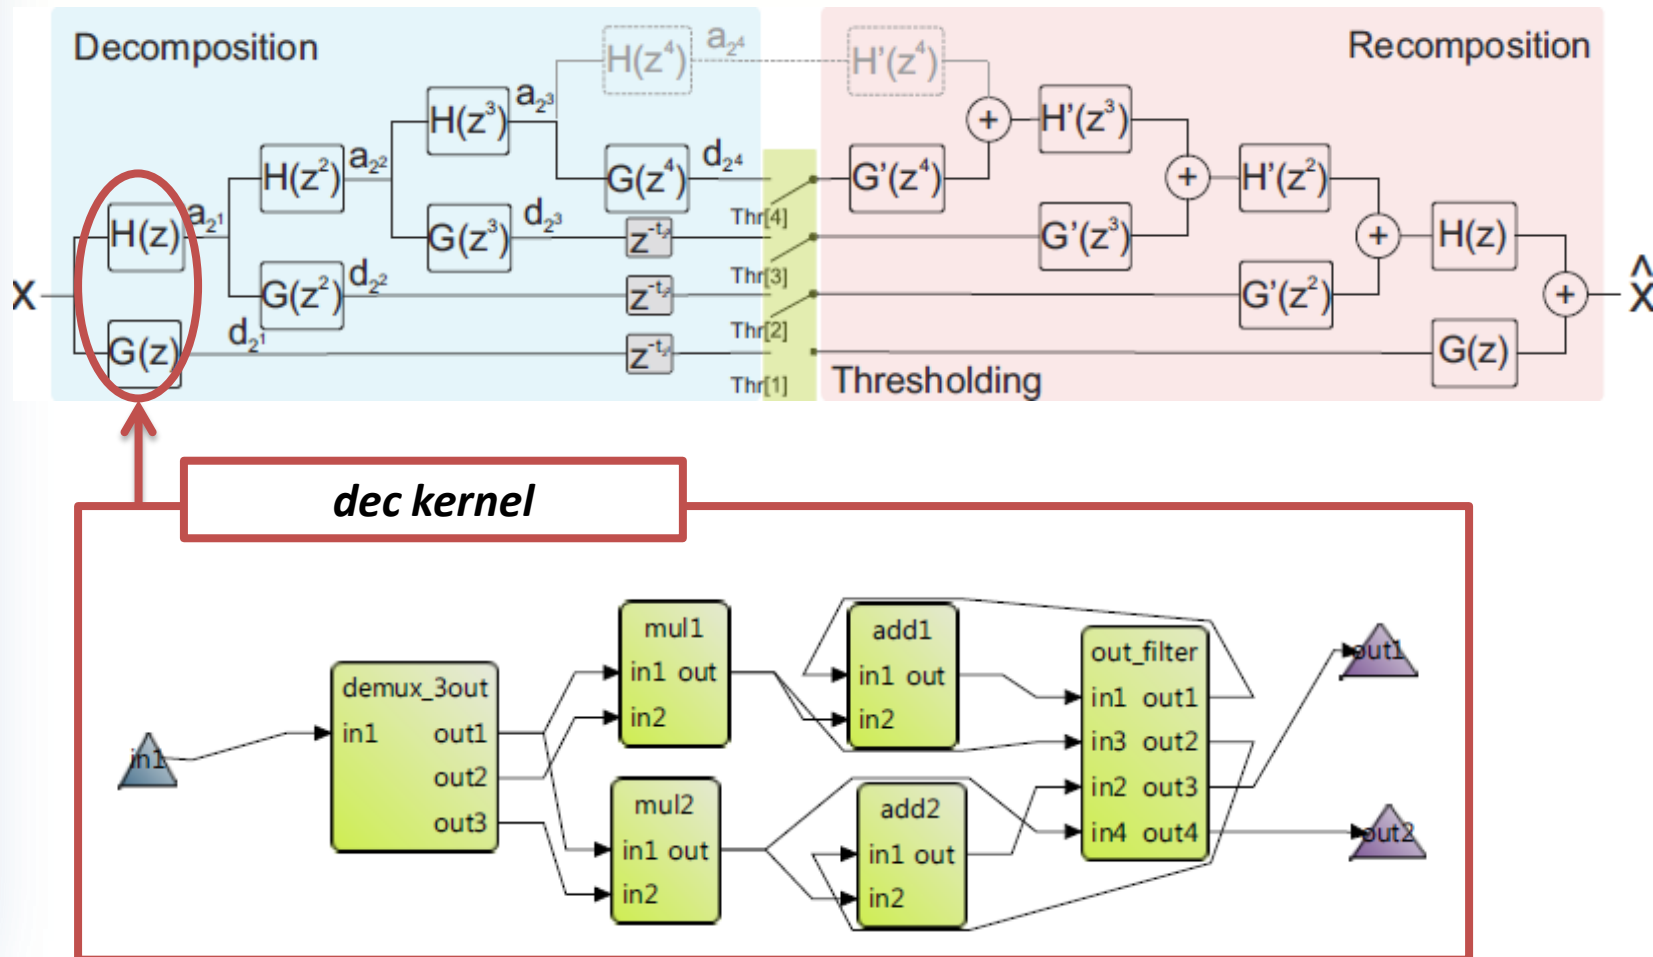 Decomposition
Recomposition
H(z⁴)
a₂⁴
H'(z⁴)
H(z³)
a₂³
+
H'(z³)
H(z²)
a₂²
G(z⁴)
d₂⁴
G'(z⁴)
+
H'(z²)
H(z)
a₂¹
G(z³)
d₂³
Thr[4]
G'(z³)
+
H(z)
X
G(z²)
d₂²
Thr[3]
G'(z²)
+
X̂
G(z)
d₂¹
Thr[2]
G(z)
Thr[1]
Thresholding
dec kernel
in1
demux_3out
in1 out1
out2
out3
mul1
in1 out
in2
mul2
in1 out
in2
add1
in1 out
in2
add2
in1 out
in2
out_filter
in1 out1
in3 out2
in2 out3
in4 out4
out1
out2